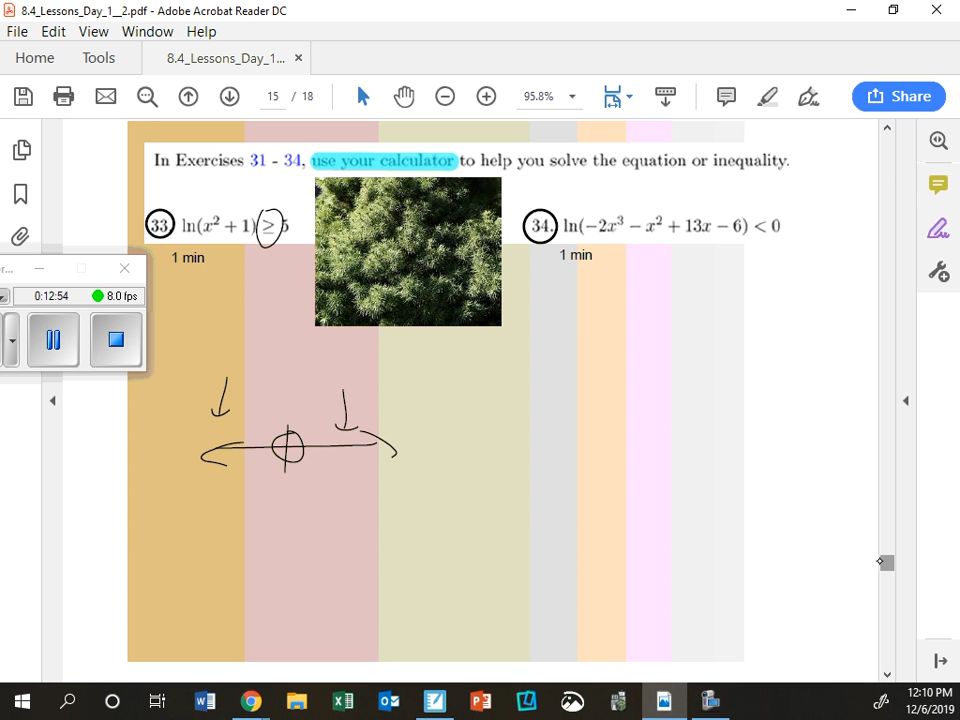 8.4_Lessons_Day_1__2.pdf - Adobe Acrobat Reader DC
File Edit View Window Help
Home Tools 8.4_Lessons_Day_1... ×
15 / 18 95.8% Share
In Exercises 31 - 34, use your calculator to help you solve the equation or inequality.
33. ln(x² + 1) ≥ 5
34. ln(−2x³ − x² + 13x − 6) < 0
1 min
1 min
r...
0:12:54 8.0 fps
12:10 PM
12/6/2019